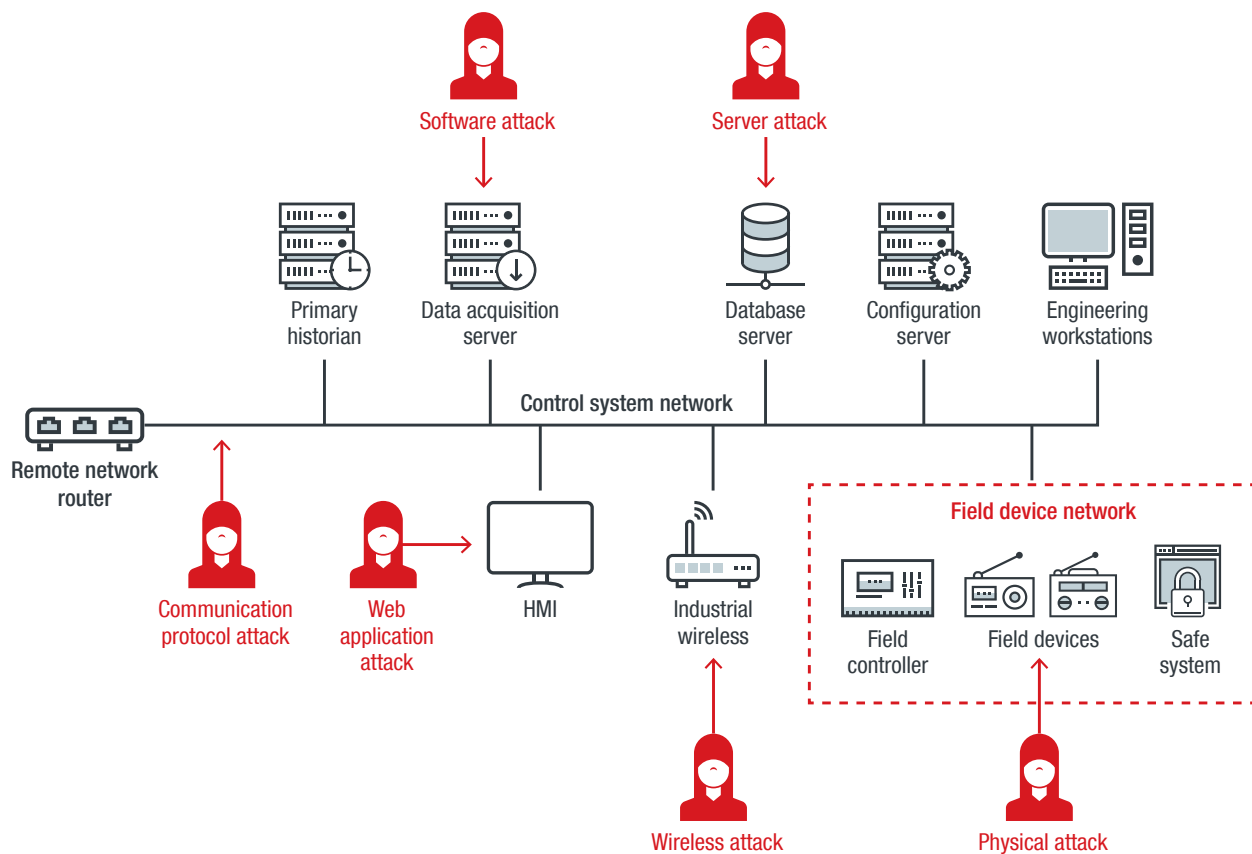 Software attack
Server attack
Primary
historian
Data acquisition
server
Database
server
Configuration
server
Engineering
workstations
Control system network
Remote network
router
Field device network
Communication
protocol attack
Web
application
attack
HMI
Industrial
wireless
Field
controller
Field devices
Safe
system
Wireless attack
Physical attack